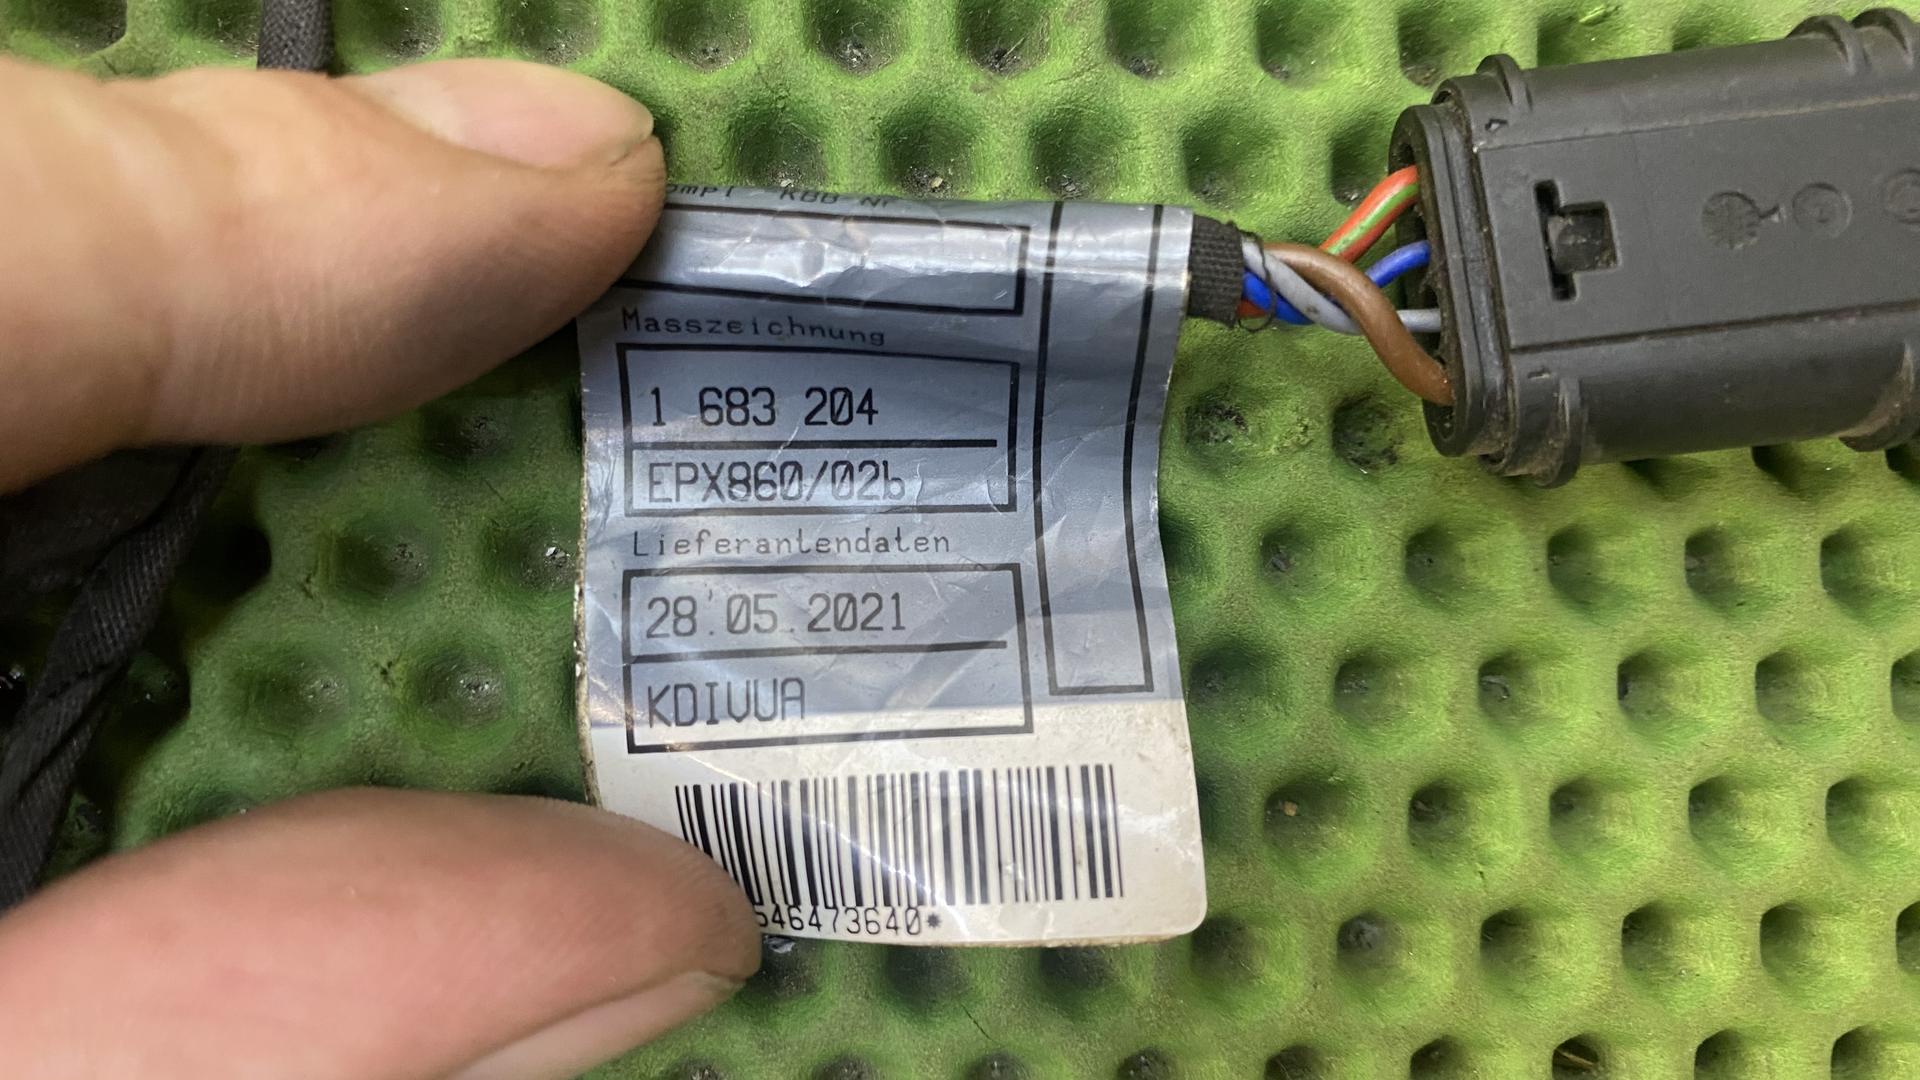 Masszeichnung
1 683 204
EPX860/02b
Lieferantendaten
28.05.2021
KDIVUA
546473640*